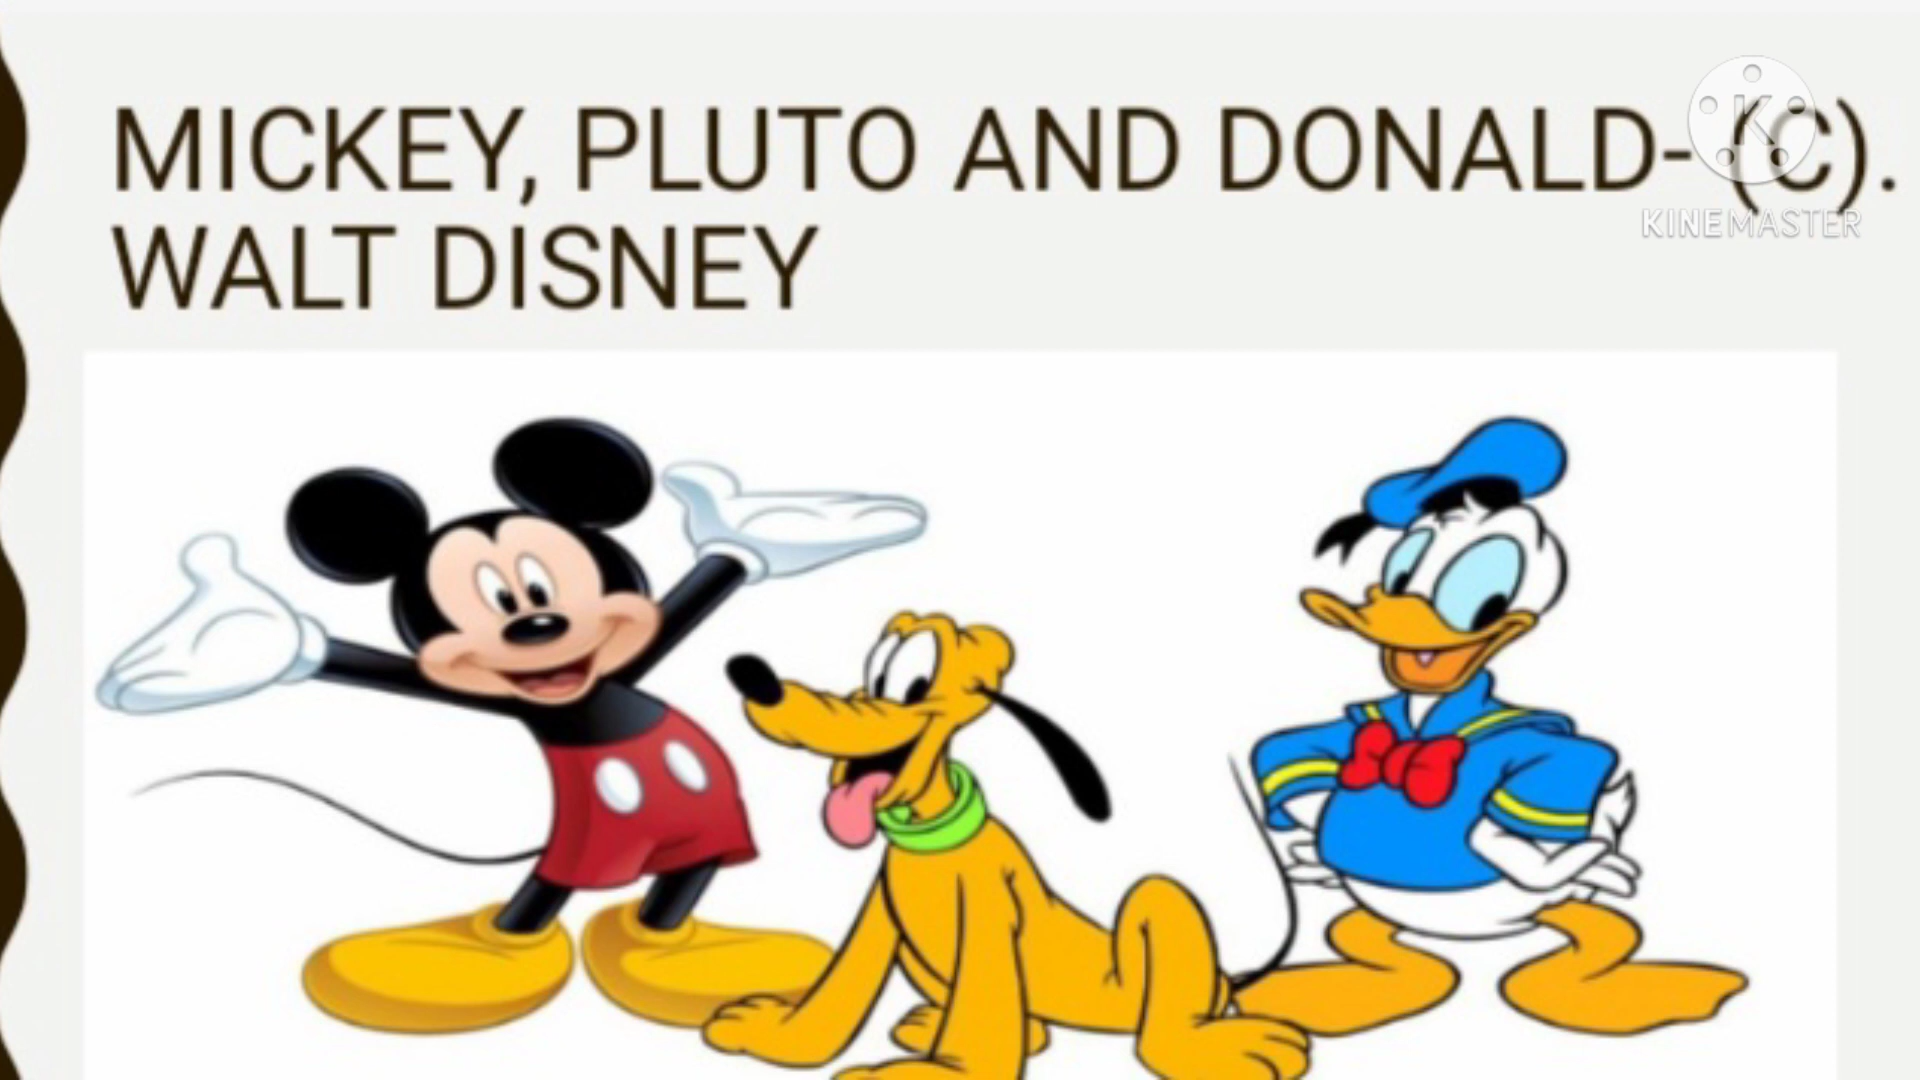 MICKEY, PLUTO AND DONALD- (C).
WALT DISNEY
K
KINEMASTER